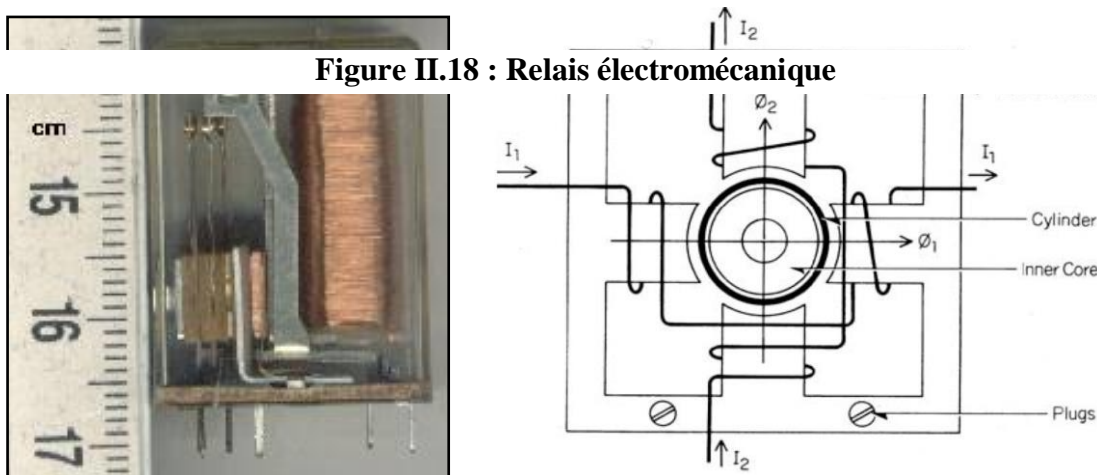 Figure II.18 : Relais électromécanique
cm
15
16
17
I2
Ø2
I1
I1
Cylinder
Ø1
Inner Core
Plugs
I2